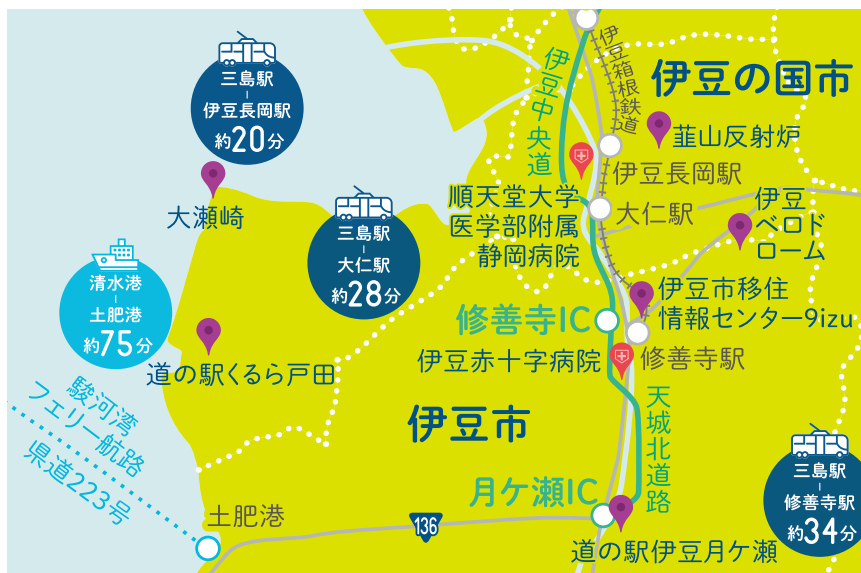 三島駅
-
伊豆長岡駅
約20分
伊豆中央道
伊豆箱根鉄道
伊豆の国市
韮山反射炉
伊豆長岡駅
大瀬崎
三島駅
-
大仁駅
約28分
順天堂大学
医学部附属
静岡病院
大仁駅
伊豆
ベロド
ローム
清水港
-
土肥港
約75分
修善寺IC
伊豆市移住
情報センター9izu
道の駅くるら戸田
伊豆赤十字病院
修善寺駅
駿河湾
フェリー航路
県道223号
伊豆市
天城北道路
三島駅
-
修善寺駅
約34分
月ケ瀬IC
土肥港
136
道の駅伊豆月ケ瀬